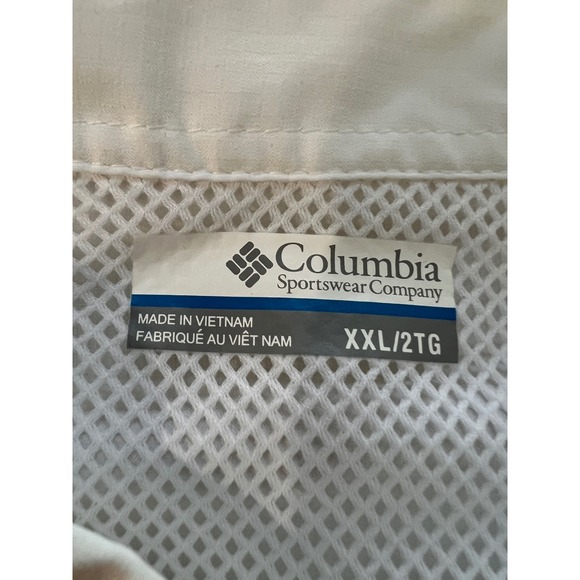 Columbia
Sportswear Company
MADE IN VIETNAM
FABRIQUÉ AU VIÊT NAM
XXL/2TG